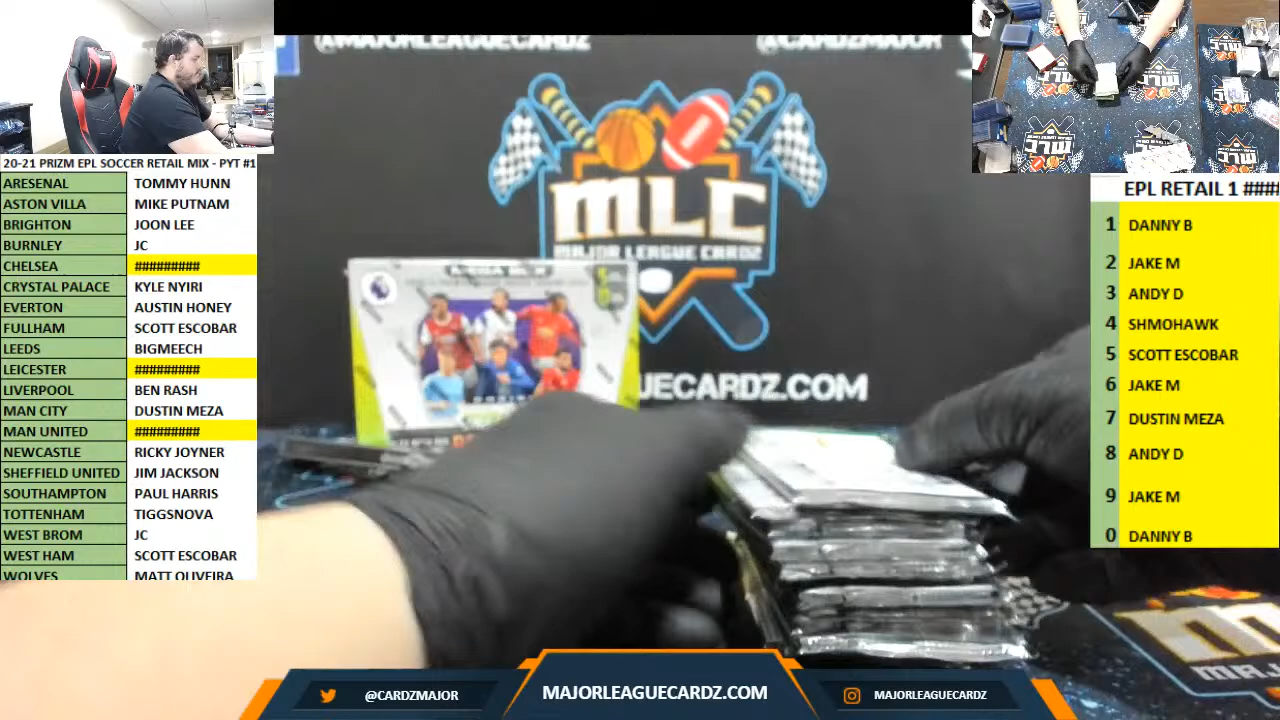 @MAJORLEAGUECARDZ
@CARDZMAJOR
MLC
MAJOR LEAGUE CARDZ
GUECARDZ.COM
20-21 PRIZM EPL SOCCER RETAIL MIX - PYT #1
ARESENAL TOMMY HUNN
ASTON VILLA MIKE PUTNAM
BRIGHTON JOON LEE
BURNLEY JC
CHELSEA #########
CRYSTAL PALACE KYLE NYIRI
EVERTON AUSTIN HONEY
FULLHAM SCOTT ESCOBAR
LEEDS BIGMEECH
LEICESTER #########
LIVERPOOL BEN RASH
MAN CITY DUSTIN MEZA
MAN UNITED #########
NEWCASTLE RICKY JOYNER
SHEFFIELD UNITED JIM JACKSON
SOUTHAMPTON PAUL HARRIS
TOTTENHAM TIGGSNOVA
WEST BROM JC
WEST HAM SCOTT ESCOBAR
WOLVES MATT OLIVEIRA
EPL RETAIL 1 ####
1 DANNY B
2 JAKE M
3 ANDY D
4 SHMOHAWK
5 SCOTT ESCOBAR
6 JAKE M
7 DUSTIN MEZA
8 ANDY D
9 JAKE M
0 DANNY B
@CARDZMAJOR
MAJORLEAGUECARDZ.COM
MAJORLEAGUECARDZ